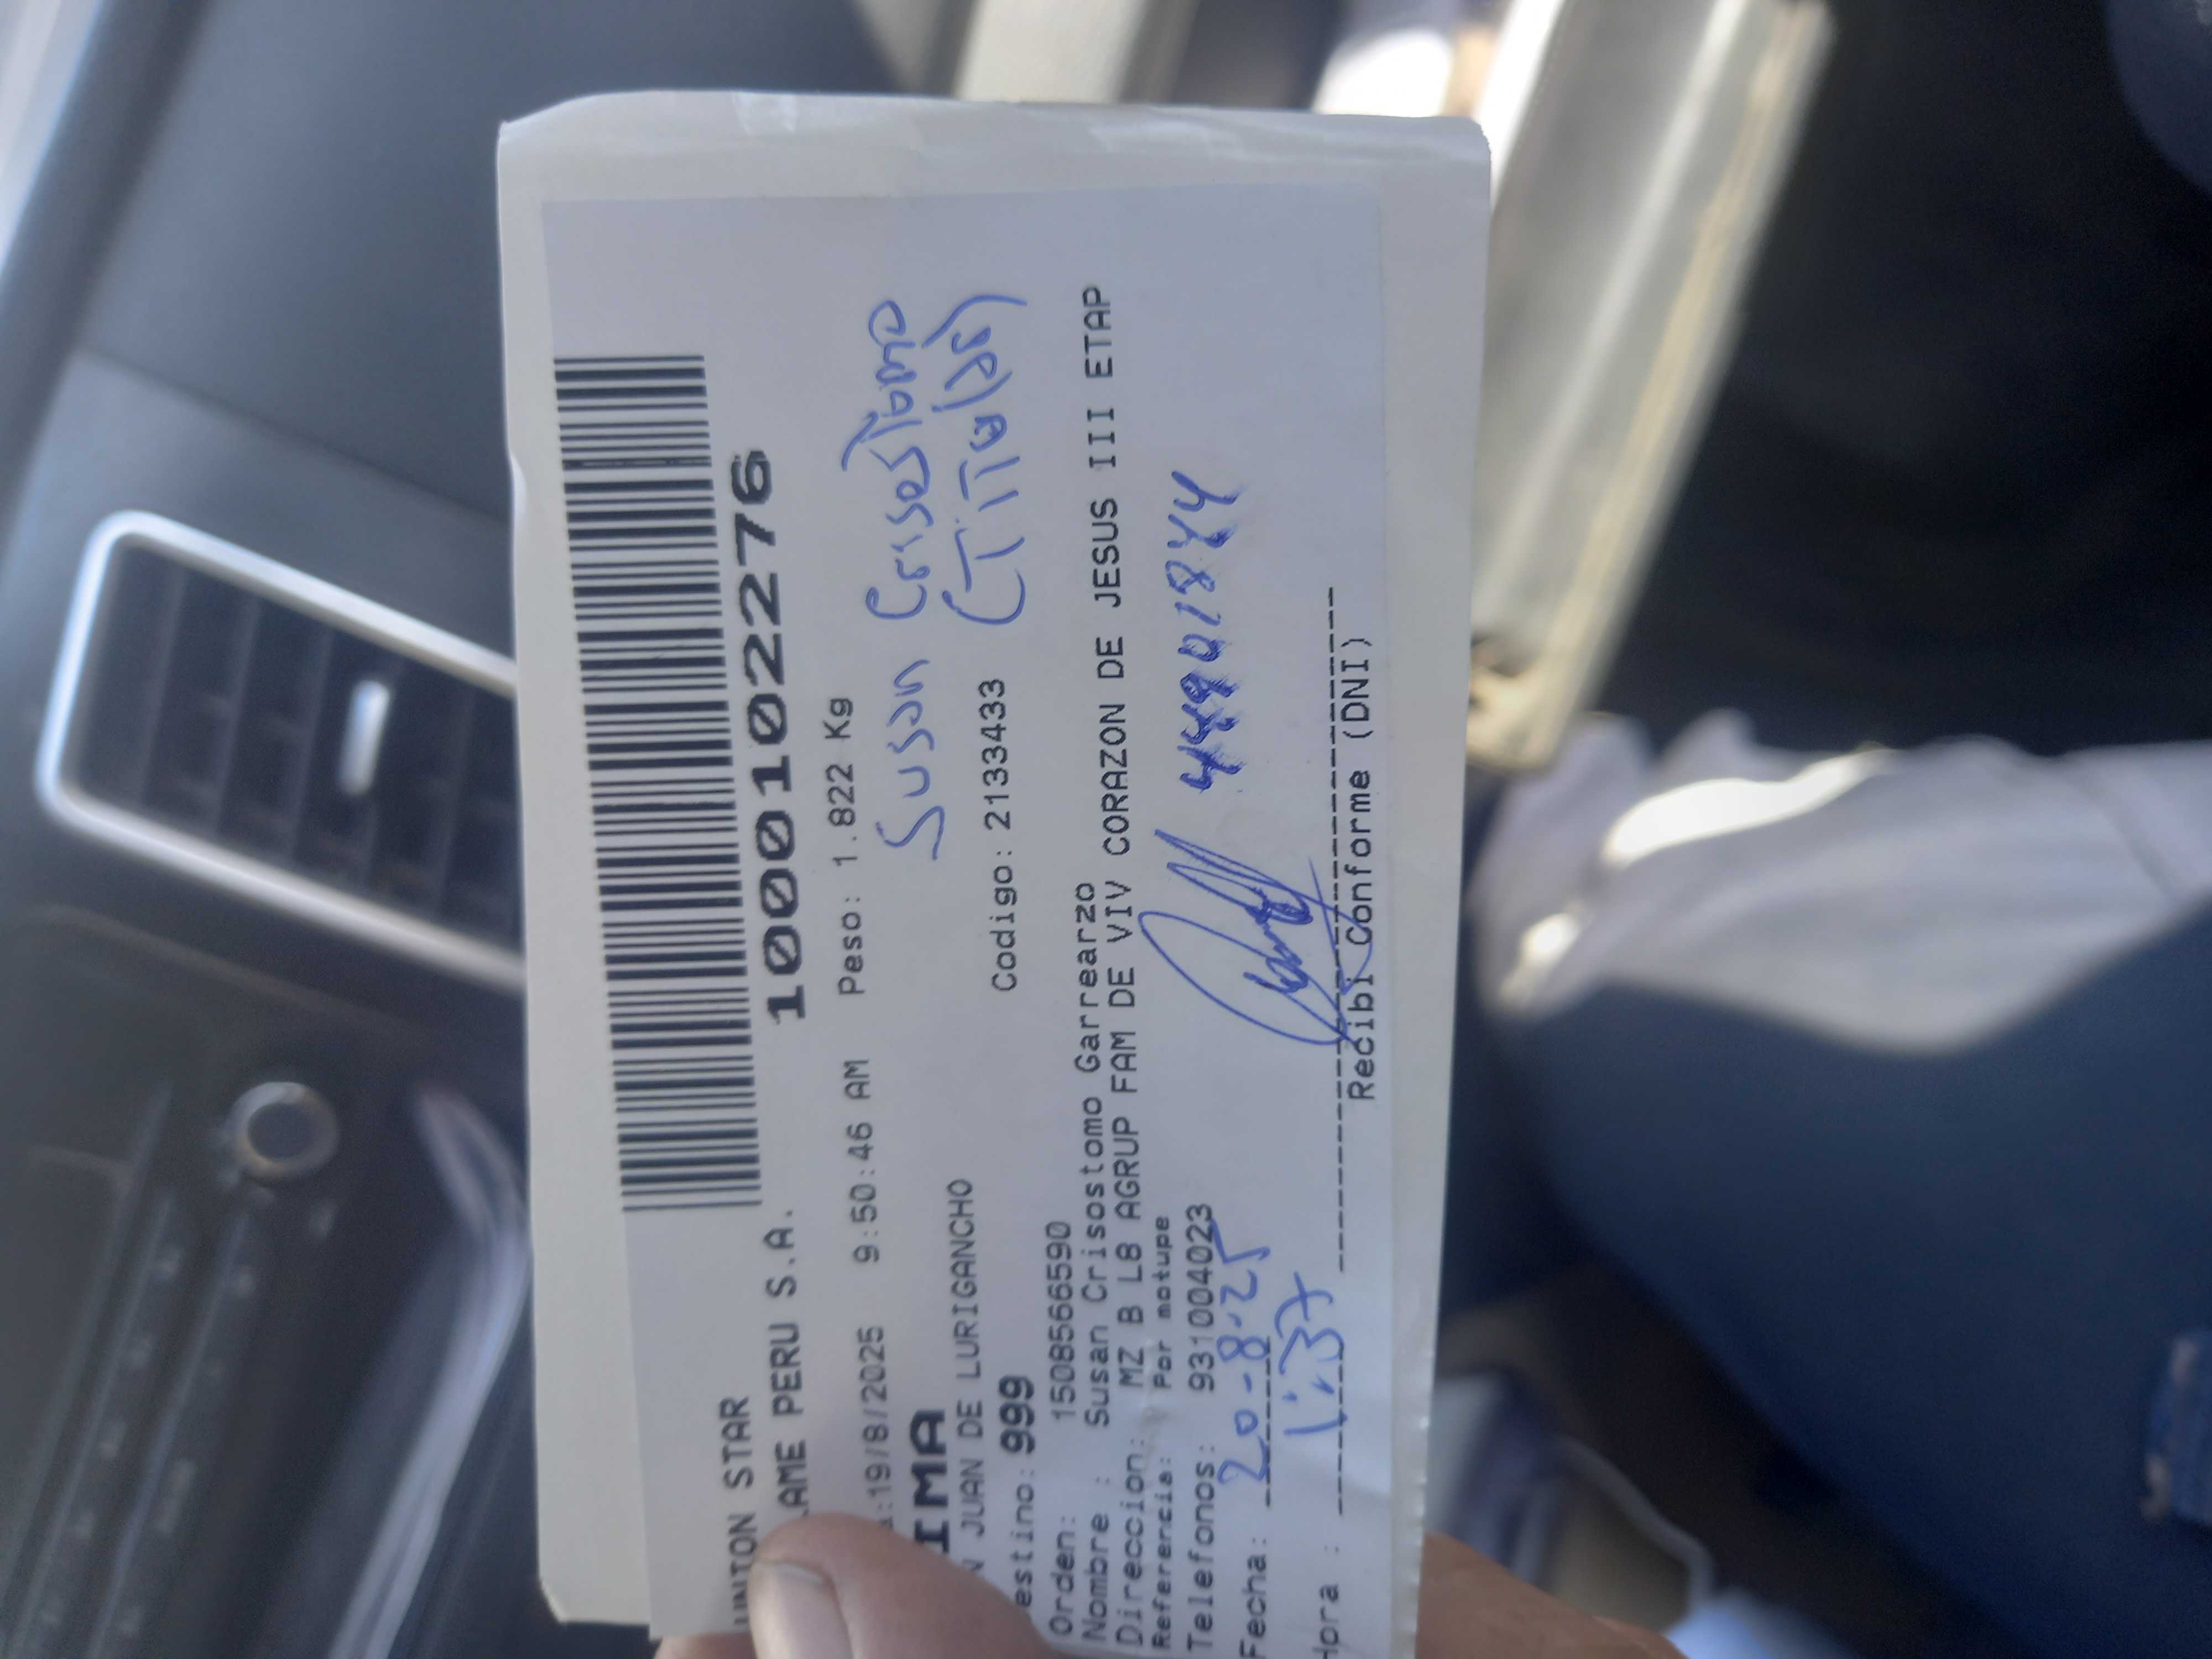 UNION STAR
LAME PERU S.A.
1000102276
:19/8/2025 9:50:46 AM Peso: 1.822 Kg
IMA
Susan Crisostomo
N JUAN DE LURIGANCHO
(Titular)
estino: 999 Codigo: 2133433
Orden: 1508566590
Nombre : Susan Crisostomo Garrearzo
Direccion: MZ B L8 AGRUP FAM DE VIV CORAZON DE JESUS III ETAP
Referencia: Por motupe
Telefonos: 931004023
Fecha: 20-8-25
Hora : 1:37
Recibi Conforme (DNI)